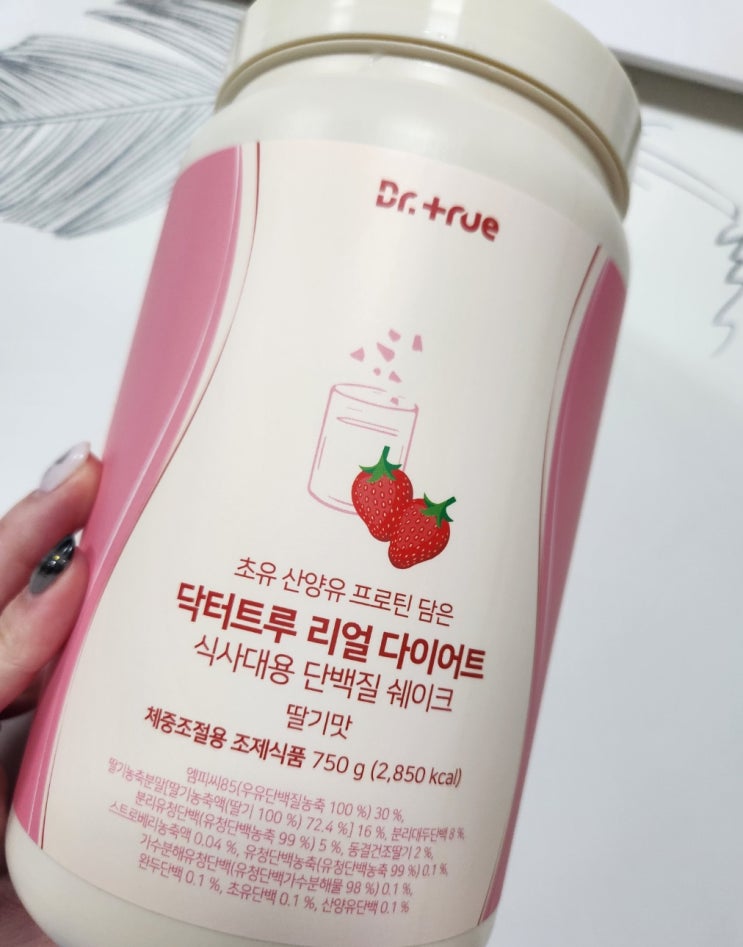 Dr.+rue
초유 산양유 프로틴 담은
닥터트루 리얼 다이어트
식사대용 단백질 쉐이크
딸기맛
체중조절용 조제식품 750 g (2,850 kcal)
엠피씨85(우유단백질농축 100 %) 30 %,
딸기농축분말[딸기농축액(딸기 100 %) 72.4 %] 16 %, 분리대두단백 8 %,
분리유청단백(유청단백농축 99 %) 5 %, 동결건조딸기 2 %,
스트로베리농축액 0.04 %, 유청단백농축(유청단백농축 99 %) 0.1 %,
가수분해유청단백(유청단백가수분해물 98 %) 0.1 %,
완두단백 0.1 %, 초유단백 0.1 %, 산양유단백 0.1 %